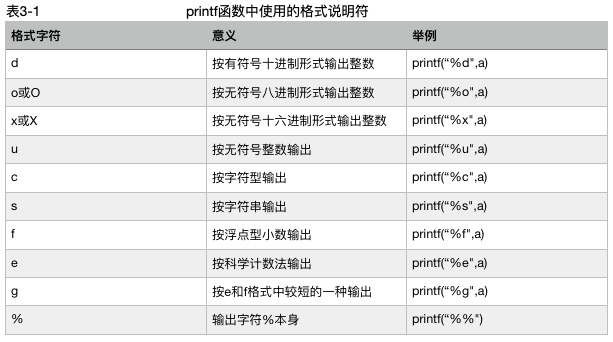 表3-1 printf函数中使用的格式说明符
格式字符 意义 举例
d 按有符号十进制形式输出整数 printf(“%d",a)
o或O 按无符号八进制形式输出整数 printf(“%o",a)
x或X 按无符号十六进制形式输出整数 printf(“%x",a)
u 按无符号整数输出 printf(“%u",a)
c 按字符型输出 printf(“%c",a)
s 按字符串输出 printf(“%s",a)
f 按浮点型小数输出 printf(“%f",a)
e 按科学计数法输出 printf(“%e",a)
g 按e和f格式中较短的一种输出 printf(“%g",a)
% 输出字符%本身 printf(“%%")